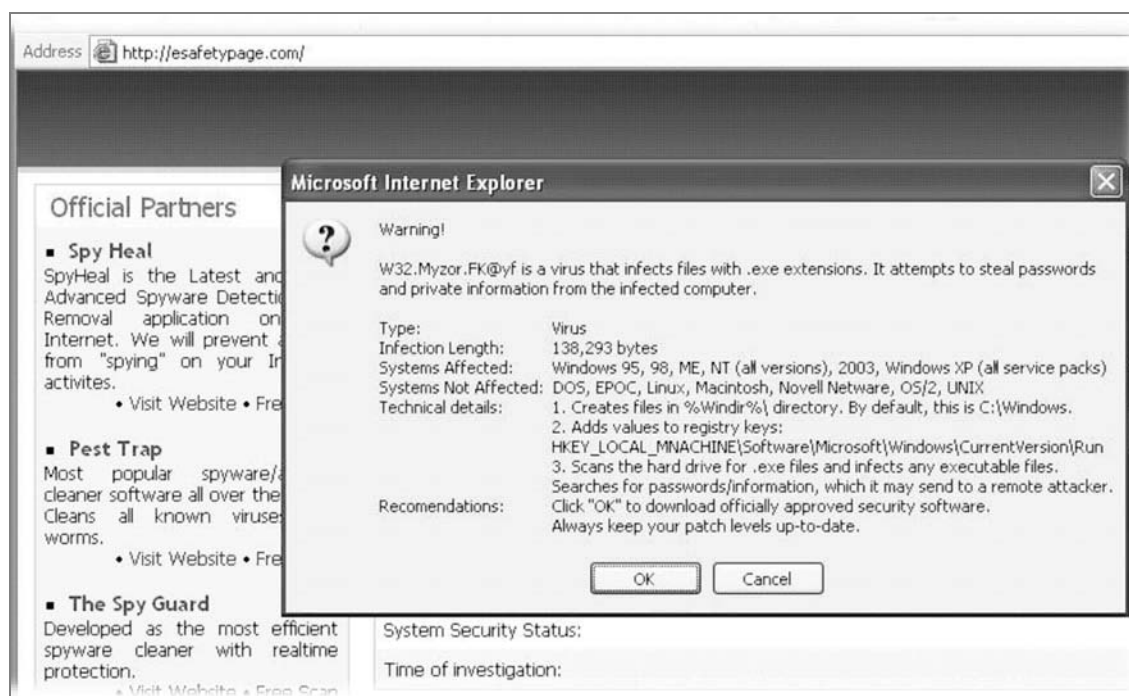 Address http://esafetypage.com/
Official Partners
▪ Spy Heal
SpyHeal is the Latest and
Advanced Spyware
Removal application on
Internet. We will prevent
from "spying" on your
activites.
• Visit Website •
▪ Pest Trap
Most popular
cleaner software all over the
Cleans all known
worms.
• Visit Website •
▪ The Spy Guard
Developed as the most efficient
spyware cleaner with realtime
protection.
• Visit Website • Free Scan
Microsoft Internet Explorer
Warning!
W32.Myzor.FK@yf is a virus that infects files with .exe extensions. It attempts to steal passwords
and private information from the infected computer.
Type: Virus
Infection Length: 138,293 bytes
Systems Affected: Windows 95, 98, ME, NT (all versions), 2003, Windows XP (all service packs)
Systems Not Affected: DOS, EPOC, Linux, Macintosh, Novell Netware, OS/2, UNIX
Technical details: 1. Creates files in %Windir%\ directory. By default, this is C:\Windows.
2. Adds values to registry keys:
HKEY_LOCAL_MNACHINE\Software\Microsoft\Windows\CurrentVersion\Run
3. Scans the hard drive for .exe files and infects any executable files.
Searches for passwords/information, which it may send to a remote attacker.
Recomendations: Click "OK" to download officially approved security software.
Always keep your patch levels up-to-date.
OK Cancel
System Security Status:
Time of investigation: